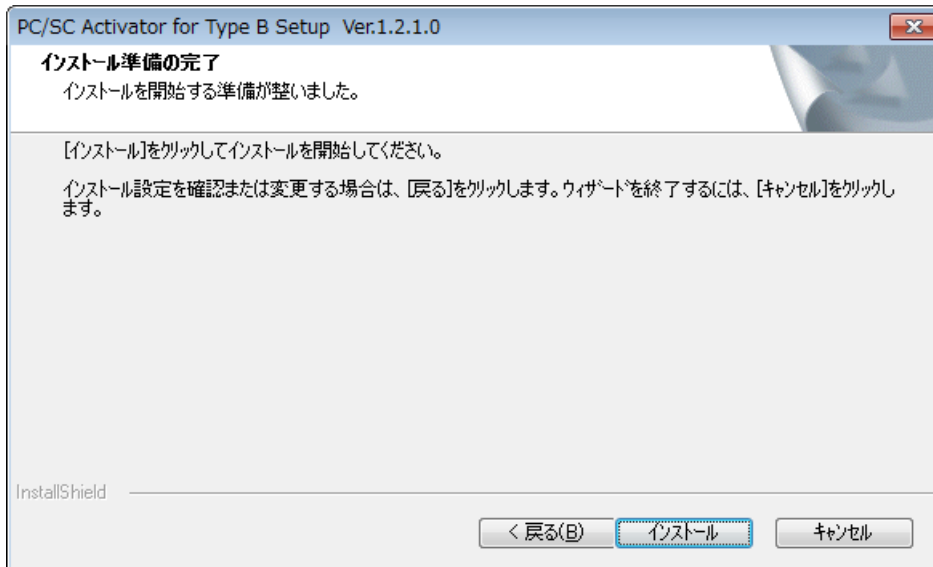 PC/SC Activator for Type B Setup Ver.1.2.1.0
インストール準備の完了
インストールを開始する準備が整いました。
[インストール]をクリックしてインストールを開始してください。
インストール設定を確認または変更する場合は、[戻る]をクリックします。ウィザードを終了するには、[キャンセル]をクリックし
ます。
InstallShield
< 戻る(B)
インストール
キャンセル